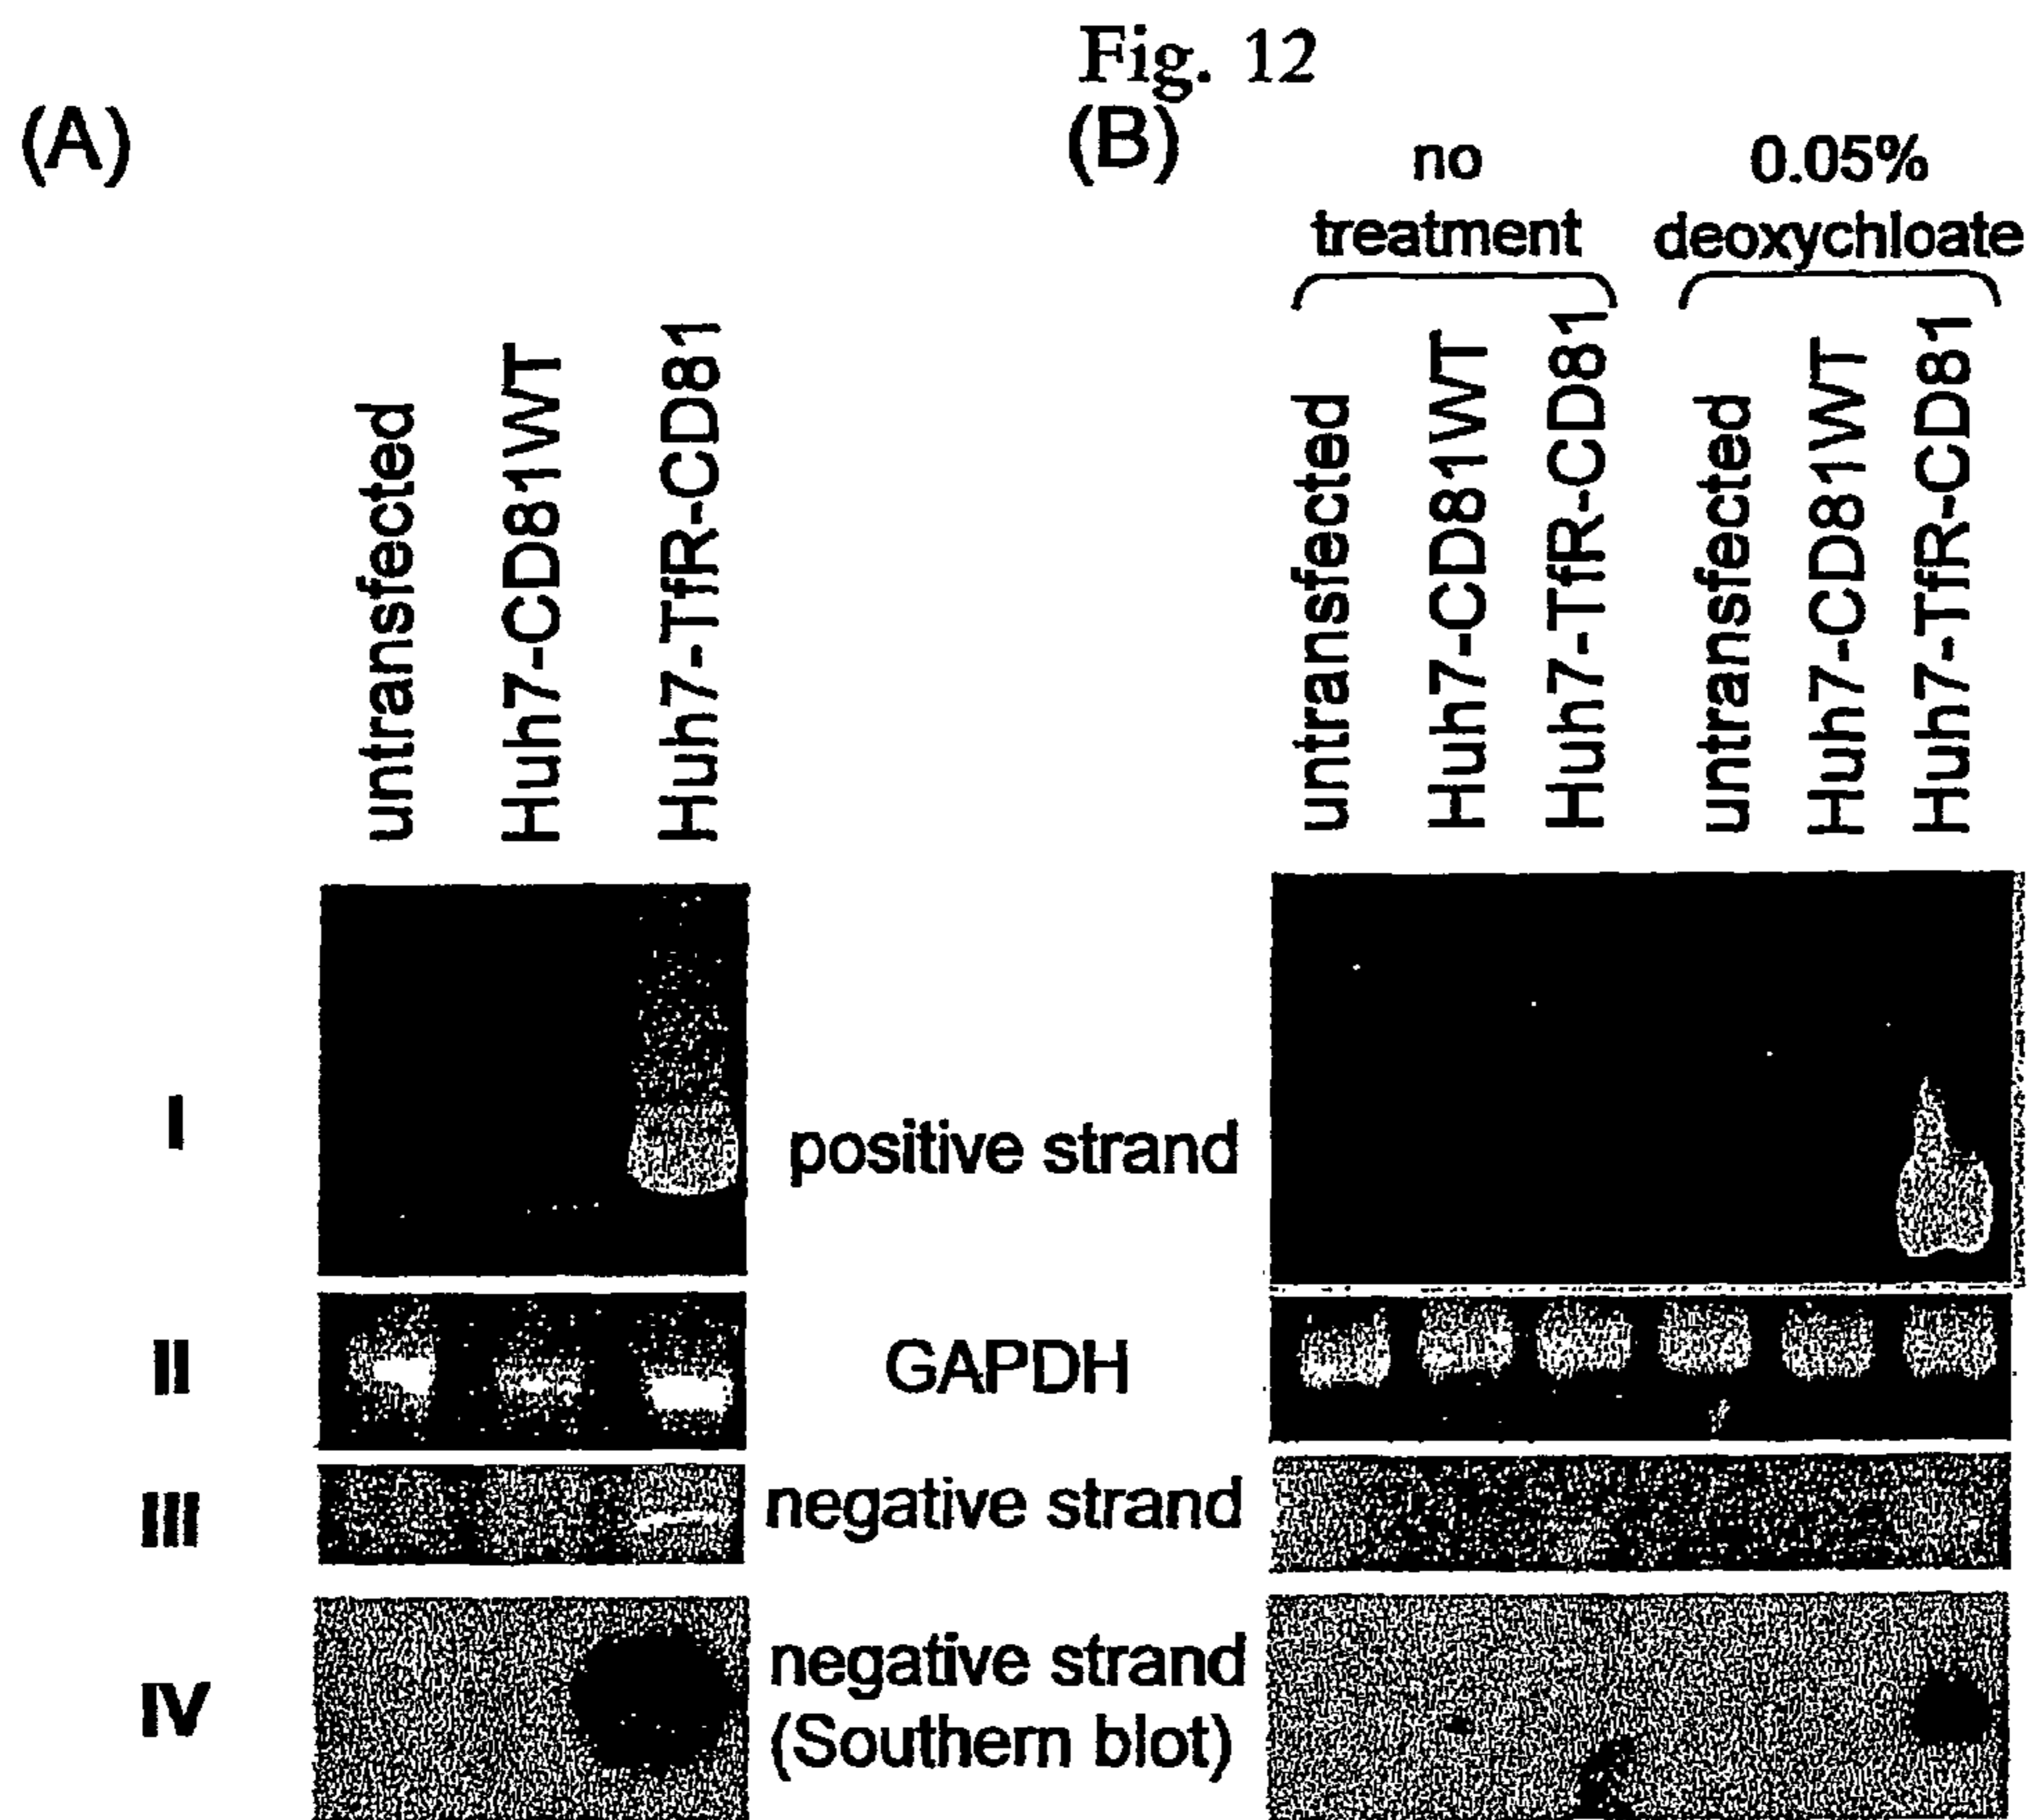 Fig. 12
(A)
(B)
no
treatment
0.05%
deoxychloate
untransfected
Huh7-CD81WT
Huh7-TfR-CD81
untransfected
Huh7-CD81WT
Huh7-TfR-CD81
untransfected
Huh7-CD81WT
Huh7-TfR-CD81
I
positive strand
II
GAPDH
III
negative strand
IV
negative strand
(Southern blot)